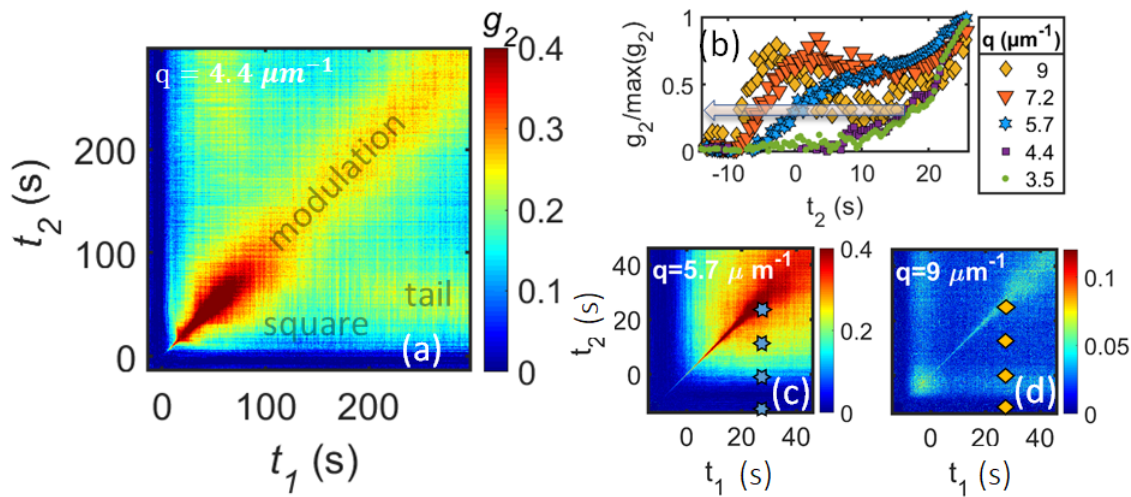 g₂
q = 4.4 μm⁻¹
0.4
0.3
0.2
0.1
0
200
100
0
t₂ (s)
modulation
tail
square
(a)
0
100
200
t₁ (s)
(b)
1
0.5
0
g₂/max(g₂)
-10
0
10
20
t₂ (s)
q (μm⁻¹)
9
7.2
5.7
4.4
3.5
q=5.7 μ m⁻¹
40
20
0
t₂ (s)
(c)
0.4
0.2
0
0
20
40
t₁ (s)
q=9 μm⁻¹
(d)
0.1
0.05
0
0
20
40
t₁ (s)